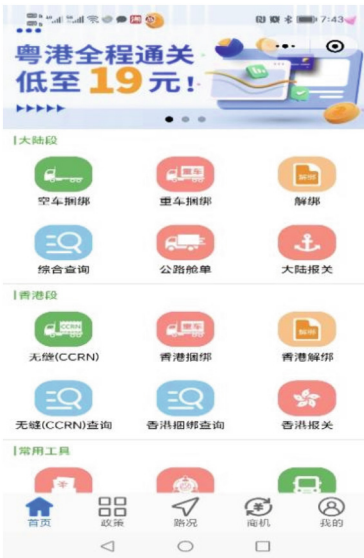 7:43
粤港全程通关
低至 19 元!
大陆段
空车捆绑
重车捆绑
解绑
综合查询
公路舱单
大陆报关
香港段
CCRN
重车
无缝(CCRN)
香港捆绑
香港解绑
无缝(CCRN)查询
香港捆绑查询
香港报关
常用工具
首页
政策
路况
商机
我的